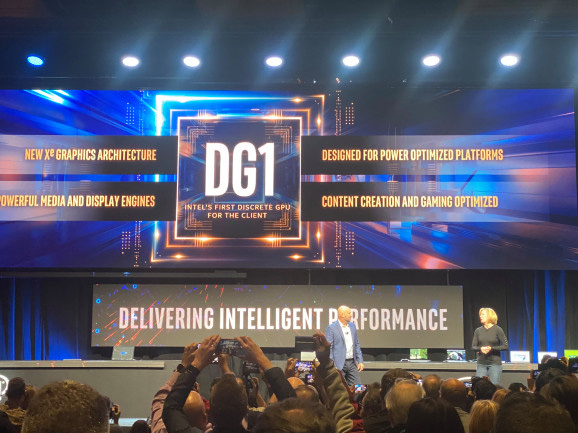 NEW Xe GRAPHICS ARCHITECTURE
POWERFUL MEDIA AND DISPLAY ENGINES
DG1
INTEL'S FIRST DISCRETE GPU
FOR THE CLIENT
DESIGNED FOR POWER OPTIMIZED PLATFORMS
CONTENT CREATION AND GAMING OPTIMIZED
DELIVERING INTELLIGENT PERFORMANCE